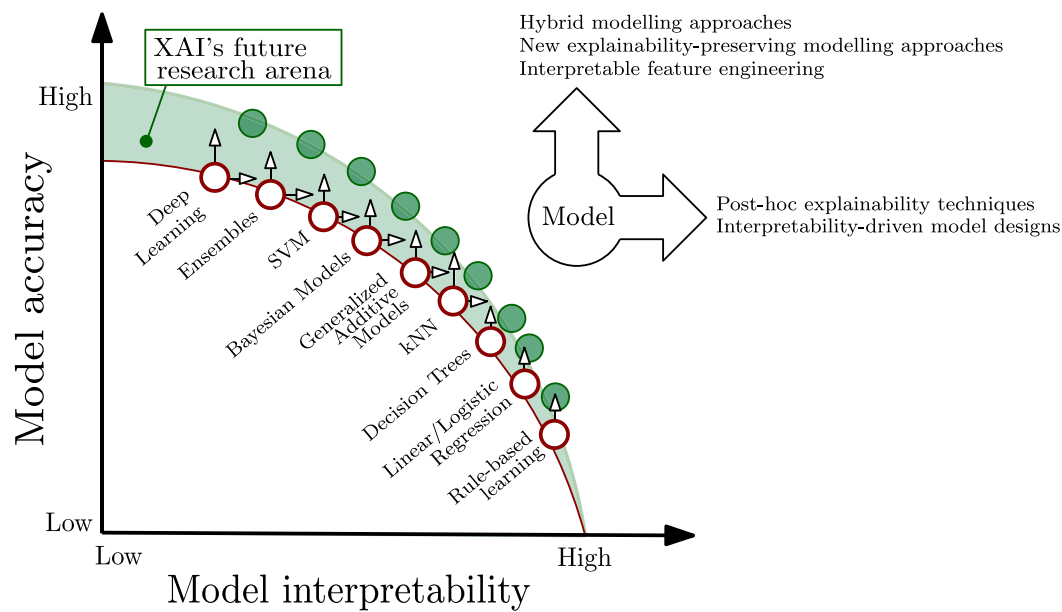 Hybrid modelling approaches
New explainability-preserving modelling approaches
Interpretable feature engineering
XAI's future
research arena
High
Model accuracy
Low
Deep
Learning
Ensembles
SVM
Bayesian Models
Generalized
Additive
Models
kNN
Decision Trees
Linear/Logistic
Regression
Rule-based
learning
Model
Post-hoc explainability techniques
Interpretability-driven model designs
Low
High
Model interpretability